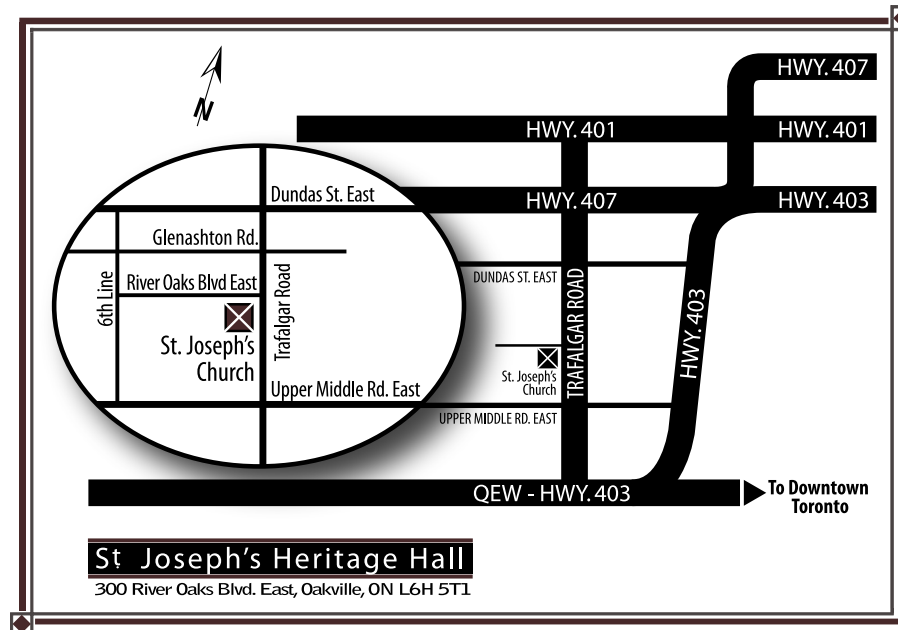 HWY. 407
N
HWY. 401
HWY. 401
Dundas St. East
HWY. 407
HWY. 403
Glenashton Rd.
DUNDAS ST. EAST
River Oaks Blvd East
6th Line
Trafalgar Road
TRAFALGAR ROAD
HWY. 403
St. Joseph's
Church
St. Joseph's
Church
Upper Middle Rd. East
UPPER MIDDLE RD. EAST
QEW - HWY. 403
To Downtown
Toronto
St Joseph's Heritage Hall
300 River Oaks Blvd. East, Oakville, ON L6H 5T1